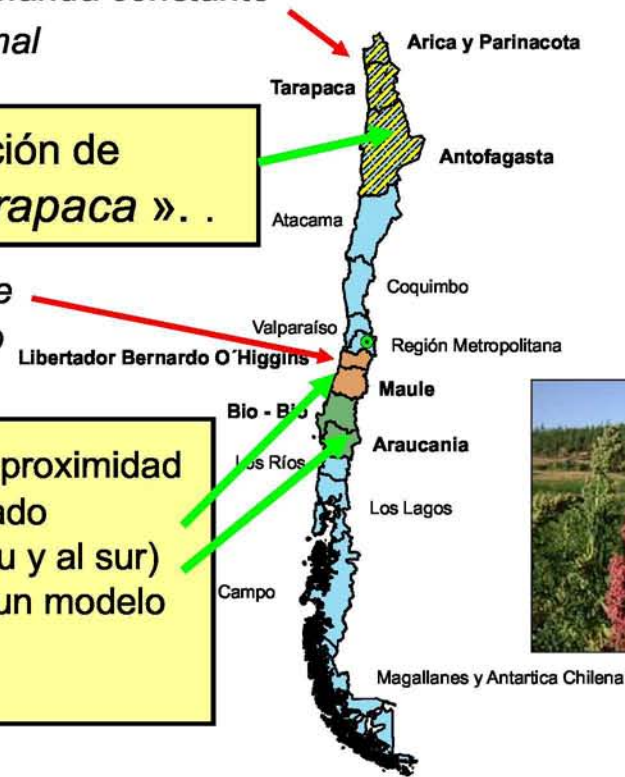 nal
Arica y Parinacota
Tarapaca
ción de
rapaca ». .
Antofagasta
Atacama
e
Coquimbo
Valparaíso
Región Metropolitana
Libertador Bernardo O´Higgins
Maule
Bio - Bio
proximidad
Araucania
Los Ríos
ado
Los Lagos
u y al sur)
un modelo
Campo
Magallanes y Antartica Chilena